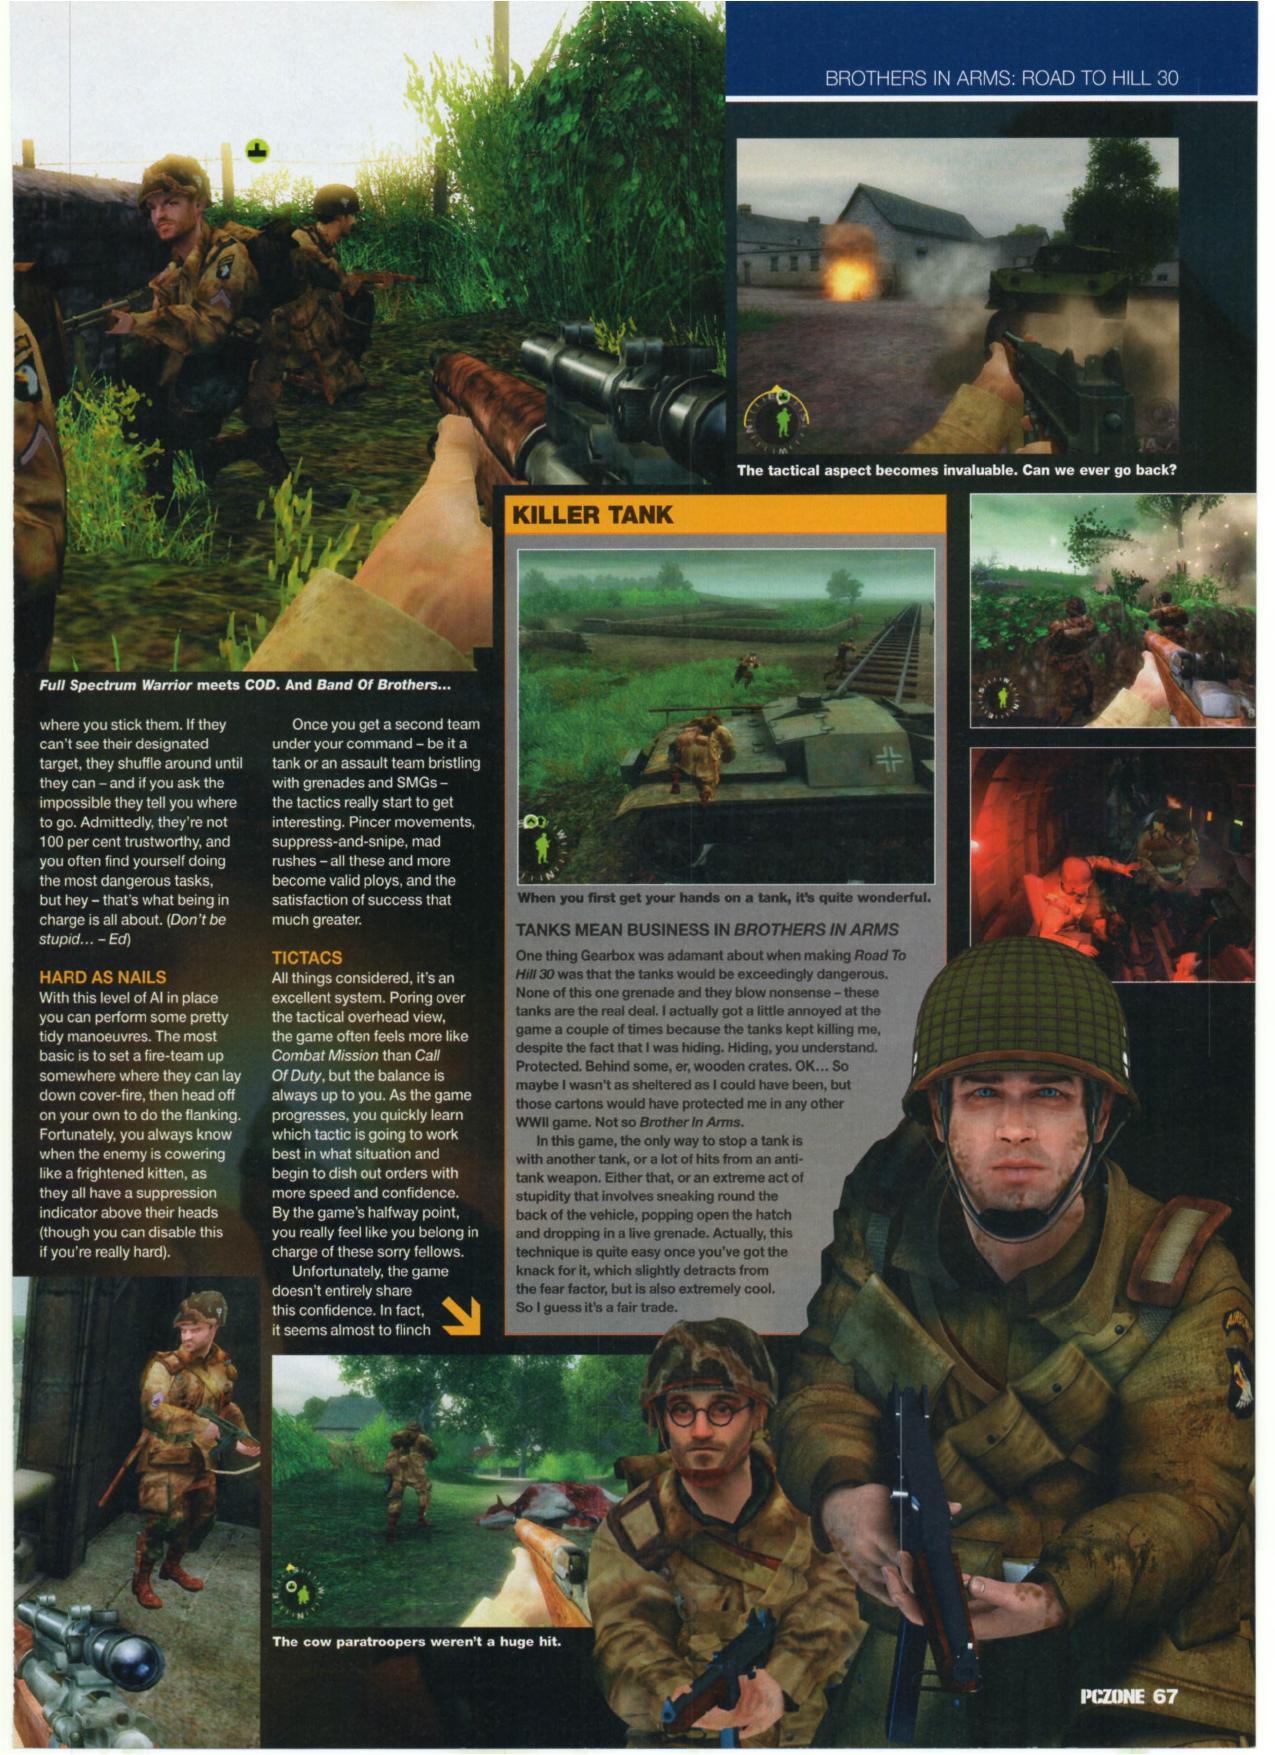 BROTHERS IN ARMS: ROAD TO HILL 30
The tactical aspect becomes invaluable. Can we ever go back?
Full Spectrum Warrior meets COD. And Band Of Brothers...
where you stick them. If they
can't see their designated
target, they shuffle around until
they can – and if you ask the
impossible they tell you where
to go. Admittedly, they're not
100 per cent trustworthy, and
you often find yourself doing
the most dangerous tasks,
but hey – that's what being in
charge is all about. (Don't be
stupid... – Ed)
HARD AS NAILS
With this level of AI in place
you can perform some pretty
tidy manoeuvres. The most
basic is to set a fire-team up
somewhere where they can lay
down cover-fire, then head off
on your own to do the flanking.
Fortunately, you always know
when the enemy is cowering
like a frightened kitten, as
they all have a suppression
indicator above their heads
(though you can disable this
if you're really hard).
Once you get a second team
under your command – be it a
tank or an assault team bristling
with grenades and SMGs –
the tactics really start to get
interesting. Pincer movements,
suppress-and-snipe, mad
rushes – all these and more
become valid ploys, and the
satisfaction of success that
much greater.
TICTACS
All things considered, it's an
excellent system. Poring over
the tactical overhead view,
the game often feels more like
Combat Mission than Call
Of Duty, but the balance is
always up to you. As the game
progresses, you quickly learn
which tactic is going to work
best in what situation and
begin to dish out orders with
more speed and confidence.
By the game's halfway point,
you really feel like you belong in
charge of these sorry fellows.
Unfortunately, the game
doesn't entirely share
this confidence. In fact,
it seems almost to flinch
KILLER TANK
When you first get your hands on a tank, it's quite wonderful.
TANKS MEAN BUSINESS IN BROTHERS IN ARMS
One thing Gearbox was adamant about when making Road To
Hill 30 was that the tanks would be exceedingly dangerous.
None of this one grenade and they blow nonsense – these
tanks are the real deal. I actually got a little annoyed at the
game a couple of times because the tanks kept killing me,
despite the fact that I was hiding. Hiding, you understand.
Protected. Behind some, er, wooden crates. OK... So
maybe I wasn't as sheltered as I could have been, but
those cartons would have protected me in any other
WWII game. Not so Brother In Arms.
In this game, the only way to stop a tank is
with another tank, or a lot of hits from an anti-
tank weapon. Either that, or an extreme act of
stupidity that involves sneaking round the
back of the vehicle, popping open the hatch
and dropping in a live grenade. Actually, this
technique is quite easy once you've got the
knack for it, which slightly detracts from
the fear factor, but is also extremely cool.
So I guess it's a fair trade.
The cow paratroopers weren't a huge hit.
PCZONE 67